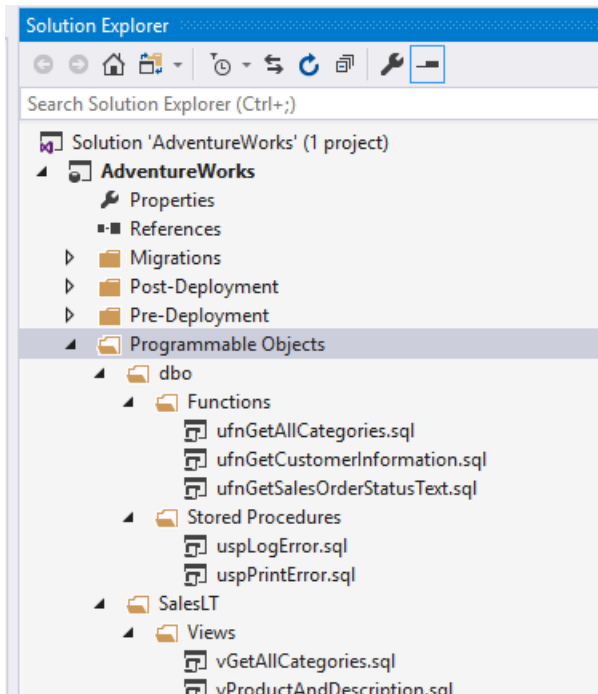 Solution Explorer
Search Solution Explorer (Ctrl+;)
Solution 'AdventureWorks' (1 project)
AdventureWorks
Properties
References
Migrations
Post-Deployment
Pre-Deployment
Programmable Objects
dbo
Functions
ufnGetAllCategories.sql
ufnGetCustomerInformation.sql
ufnGetSalesOrderStatusText.sql
Stored Procedures
uspLogError.sql
uspPrintError.sql
SalesLT
Views
vGetAllCategories.sql
vProductAndDescription.sql